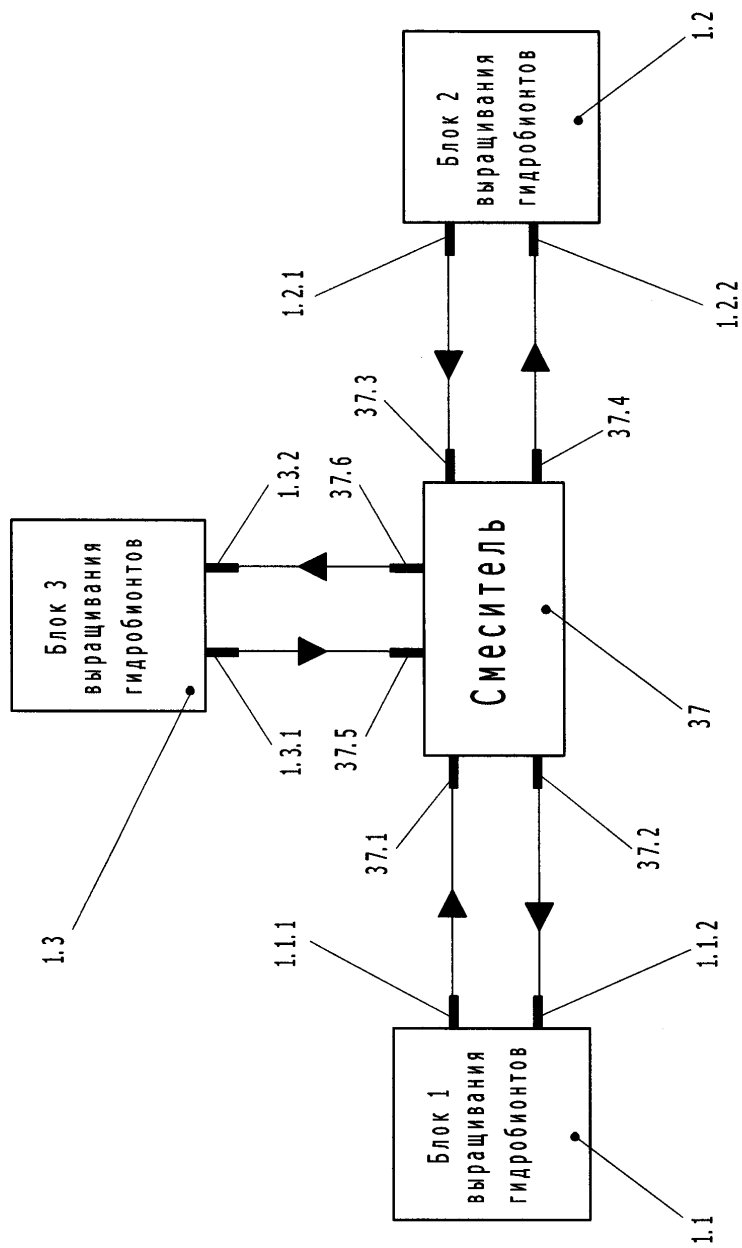 Блок 3
выращивания
гидробионтов
1.3
1.3.1
1.3.2
37.5
37.6
Блок 1
выращивания
гидробионтов
1.1
1.1.1
1.1.2
37.1
37.2
Смеситель
37
37.3
37.4
1.2.1
1.2.2
Блок 2
выращивания
гидробионтов
1.2